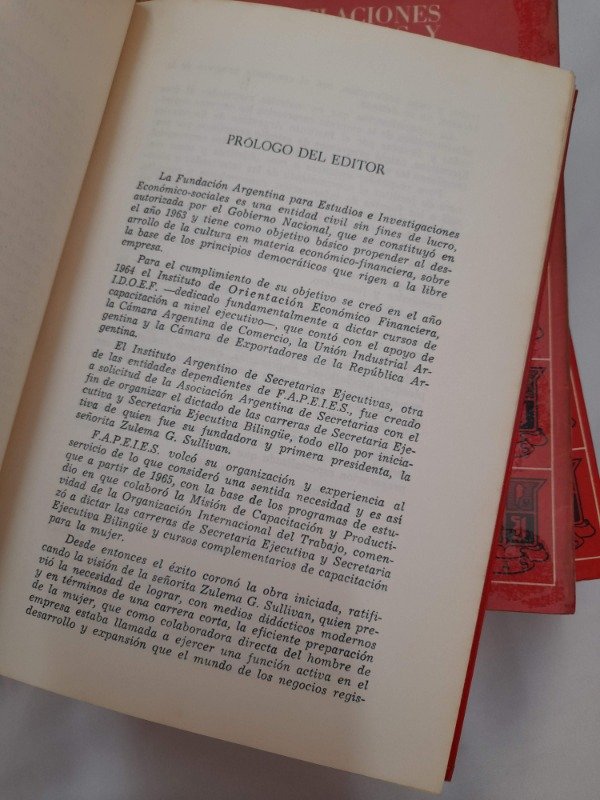 ELACIONES
Y
PRÓLOGO DEL EDITOR
La Fundación Argentina para Estudios e Investigaciones
Económico-sociales es una entidad civil sin fines de lucro,
autorizada por el Gobierno Nacional, que se constituyó en
el año 1963 y tiene como objetivo básico propender al des-
arrollo de la cultura en materia económico-financiera, sobre
la base de los principios democráticos que rigen a la libre
empresa.
Para el cumplimiento de su objetivo se creó en el año
1964 el Instituto de Orientación Económico Financiera,
I.D.O.E.F. —dedicado fundamentalmente a dictar cursos de
capacitación a nivel ejecutivo—, que contó con el apoyo de
la Cámara Argentina de Comercio, la Unión Industrial Ar-
gentina y la Cámara de Exportadores de la República Ar-
gentina.
El Instituto Argentino de Secretarias Ejecutivas, otra
de las entidades dependientes de F.A.P.E.I.E.S., fue creado
a solicitud de la Asociación Argentina de Secretarias con el
fin de organizar el dictado de las carreras de Secretaria Eje-
cutiva y Secretaria Ejecutiva Bilingüe, todo ello por inicia-
tiva de quien fue su fundadora y primera presidenta, la
señorita Zulema G. Sullivan.
F.A.P.E.I.E.S. volcó su organización y experiencia al
servicio de lo que consideró una sentida necesidad y es así
que a partir de 1965, con la base de los programas de estu-
dio en que colaboró la Misión de Capacitación y Producti-
vidad de la Organización Internacional del Trabajo, comen-
zó a dictar las carreras de Secretaria Ejecutiva y Secretaria
Ejecutiva Bilingüe y cursos complementarios de capacitación
para la mujer.
Desde entonces el éxito coronó la obra iniciada, ratifi-
cando la visión de la señorita Zulema G. Sullivan, quien pre-
vió la necesidad de lograr, con medios didácticos modernos
y en términos de una carrera corta, la eficiente preparación
de la mujer, que como colaboradora directa del hombre de
empresa estaba llamada a ejercer una función activa en el
desarrollo y expansión que el mundo de los negocios regis-